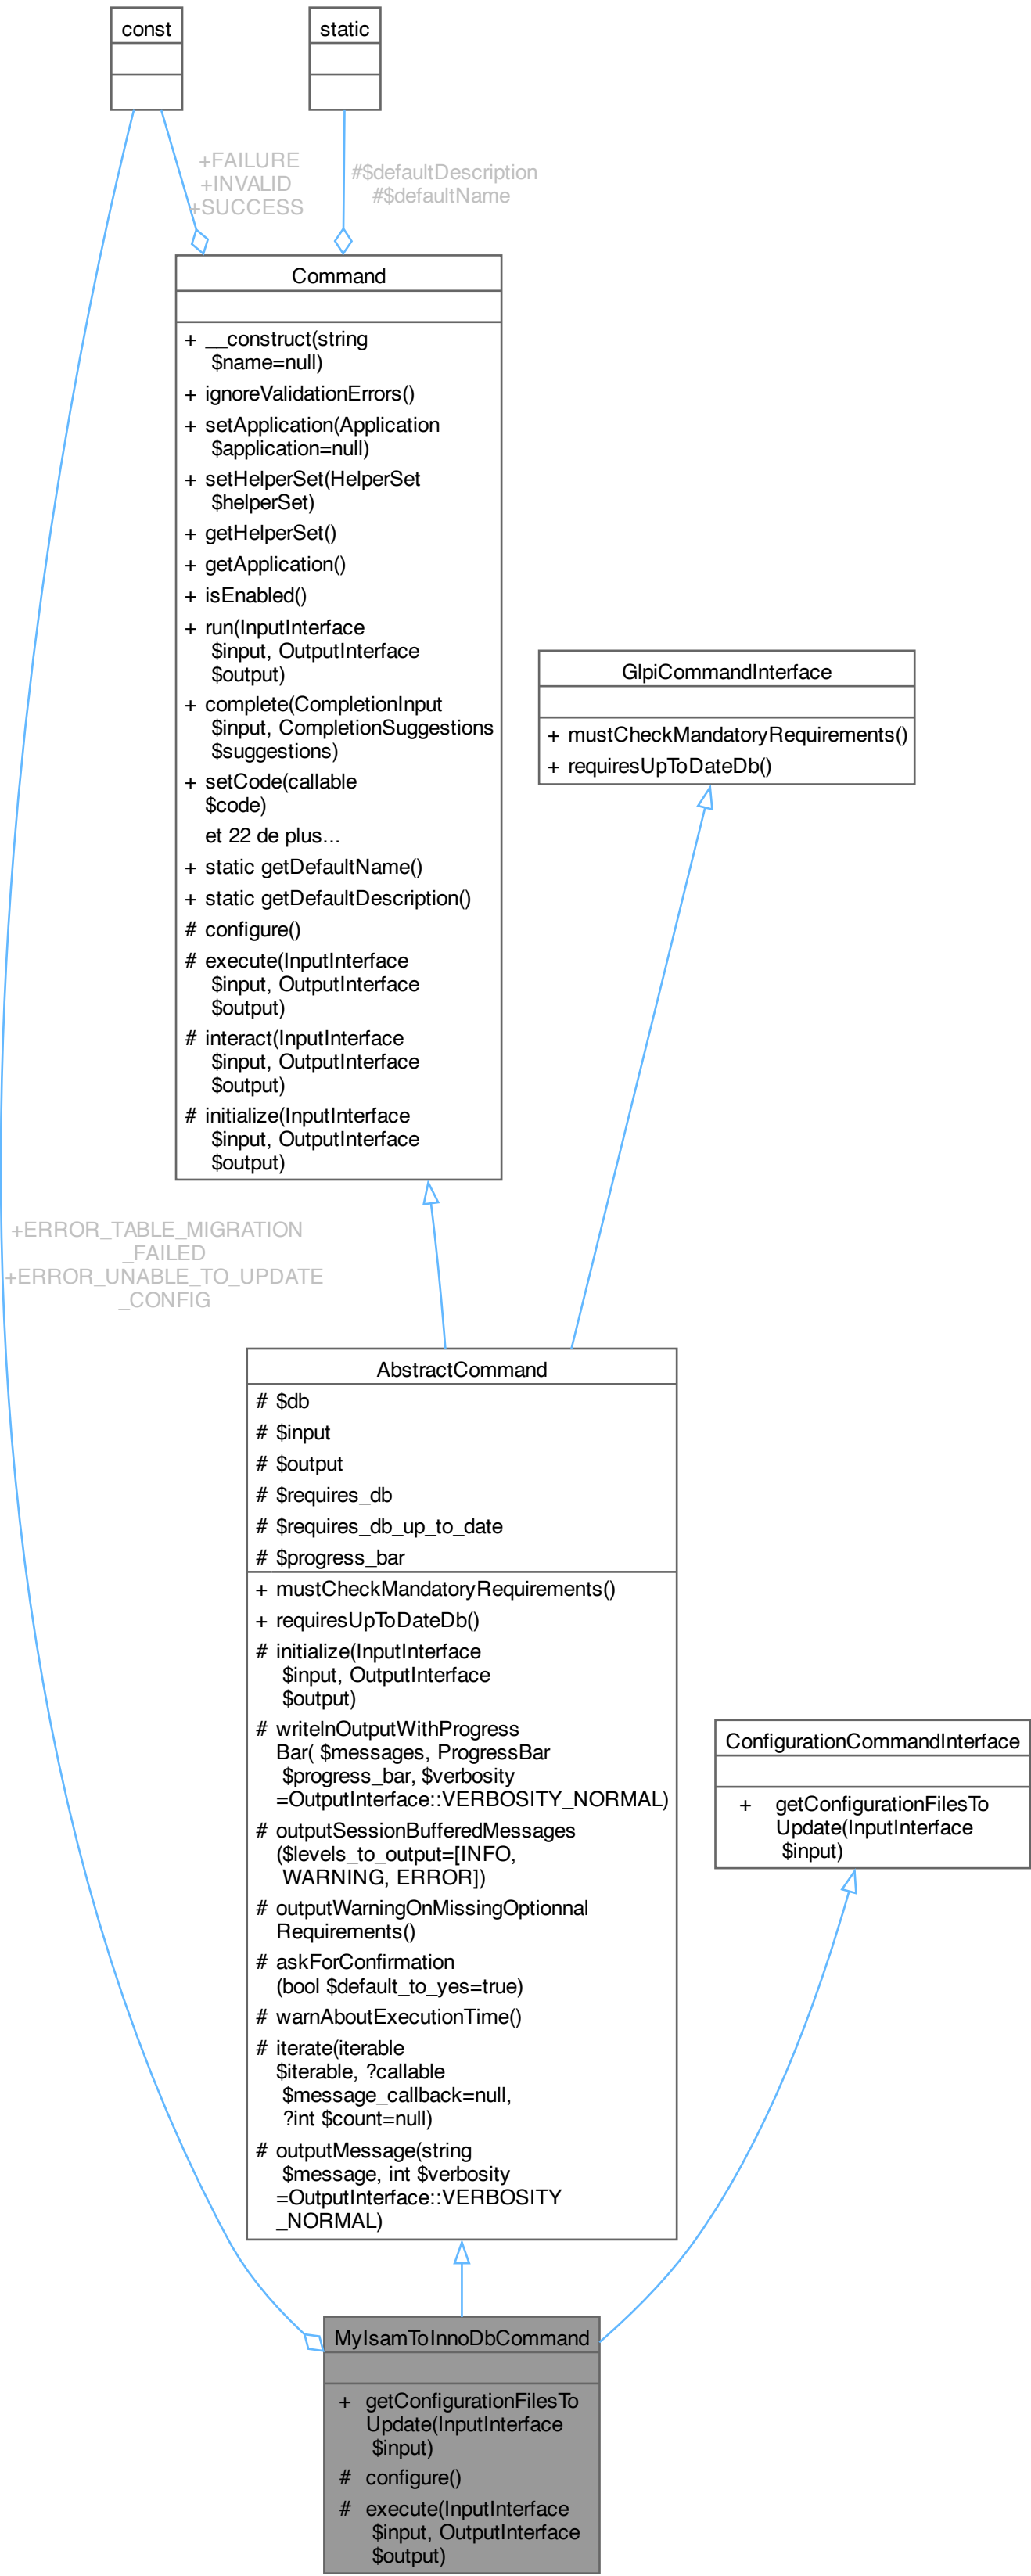 const
static
+FAILURE
+INVALID
+SUCCESS
#$defaultDescription
#$defaultName
Command
+ __construct(string
$name=null)
+ ignoreValidationErrors()
+ setApplication(Application
$application=null)
+ setHelperSet(HelperSet
$helperSet)
+ getHelperSet()
+ getApplication()
+ isEnabled()
+ run(InputInterface
$input, OutputInterface
$output)
+ complete(CompletionInput
$input, CompletionSuggestions
$suggestions)
+ setCode(callable
$code)
et 22 de plus...
+ static getDefaultName()
+ static getDefaultDescription()
# configure()
# execute(InputInterface
$input, OutputInterface
$output)
# interact(InputInterface
$input, OutputInterface
$output)
# initialize(InputInterface
$input, OutputInterface
$output)
GlpiCommandInterface
+ mustCheckMandatoryRequirements()
+ requiresUpToDateDb()
+ERROR_TABLE_MIGRATION
_FAILED
+ERROR_UNABLE_TO_UPDATE
_CONFIG
AbstractCommand
# $db
# $input
# $output
# $requires_db
# $requires_db_up_to_date
# $progress_bar
+ mustCheckMandatoryRequirements()
+ requiresUpToDateDb()
# initialize(InputInterface
$input, OutputInterface
$output)
# writelnOutputWithProgress
Bar( $messages, ProgressBar
$progress_bar, $verbosity
=OutputInterface::VERBOSITY_NORMAL)
# outputSessionBufferedMessages
($levels_to_output=[INFO,
WARNING, ERROR])
# outputWarningOnMissingOptionnal
Requirements()
# askForConfirmation
(bool $default_to_yes=true)
# warnAboutExecutionTime()
# iterate(iterable
$iterable, ?callable
$message_callback=null,
?int $count=null)
# outputMessage(string
$message, int $verbosity
=OutputInterface::VERBOSITY
_NORMAL)
ConfigurationCommandInterface
+ getConfigurationFilesTo
Update(InputInterface
$input)
MyIsamToInnoDbCommand
+ getConfigurationFilesTo
Update(InputInterface
$input)
# configure()
# execute(InputInterface
$input, OutputInterface
$output)